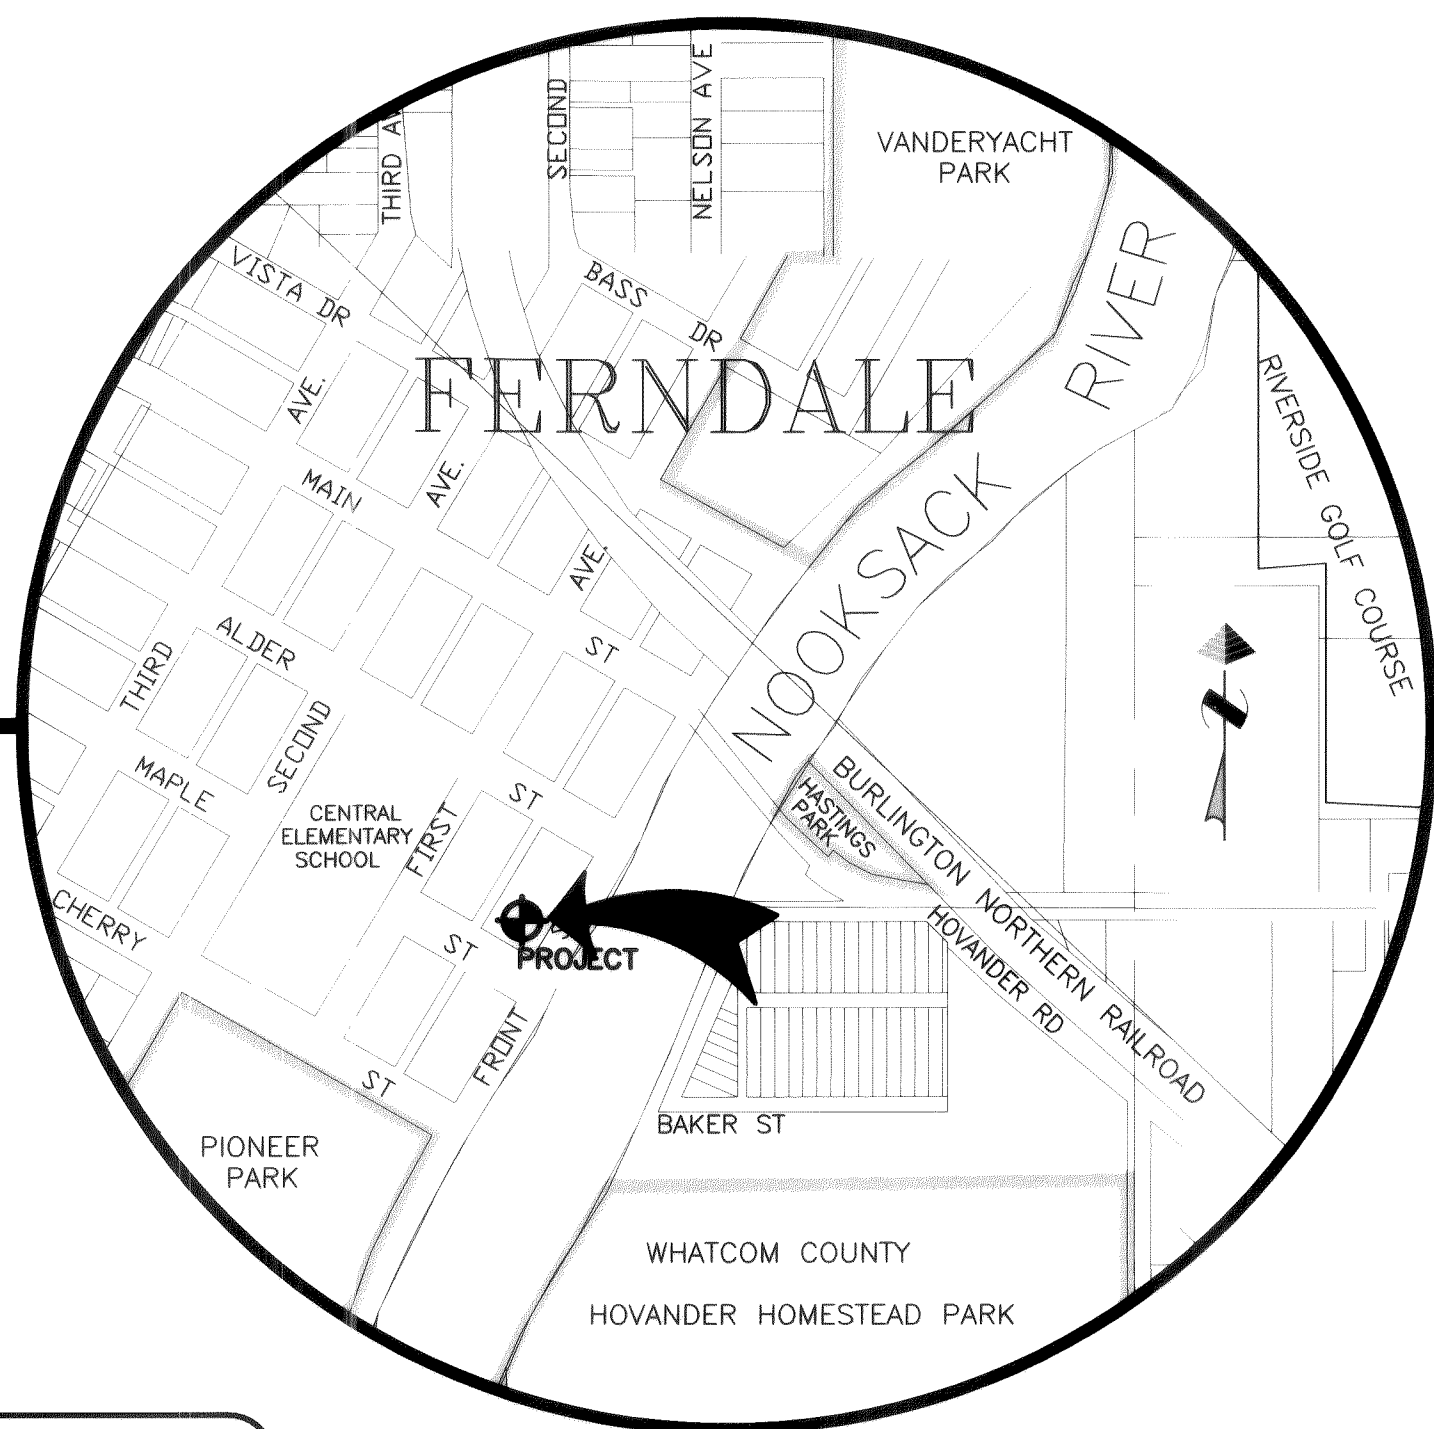 THIRD AV
SECOND
NELSON AVE
VANDERYACHT
PARK
VISTA DR
BASS DR
FERNDALE
RIVER
AVE.
MAIN
AVE.
AVE.
NOOKSACK
RIVERSIDE GOLF COURSE
ALDER
ST
THIRD
SECOND
MAPLE
CENTRAL
ELEMENTARY
SCHOOL
FIRST
ST
HASTINGS
PARK
BURLINGTON NORTHERN RAILROAD
HOVANDER RD
CHERRY
ST
PROJECT
FRONT
ST
BAKER ST
PIONEER
PARK
WHATCOM COUNTY
HOVANDER HOMESTEAD PARK